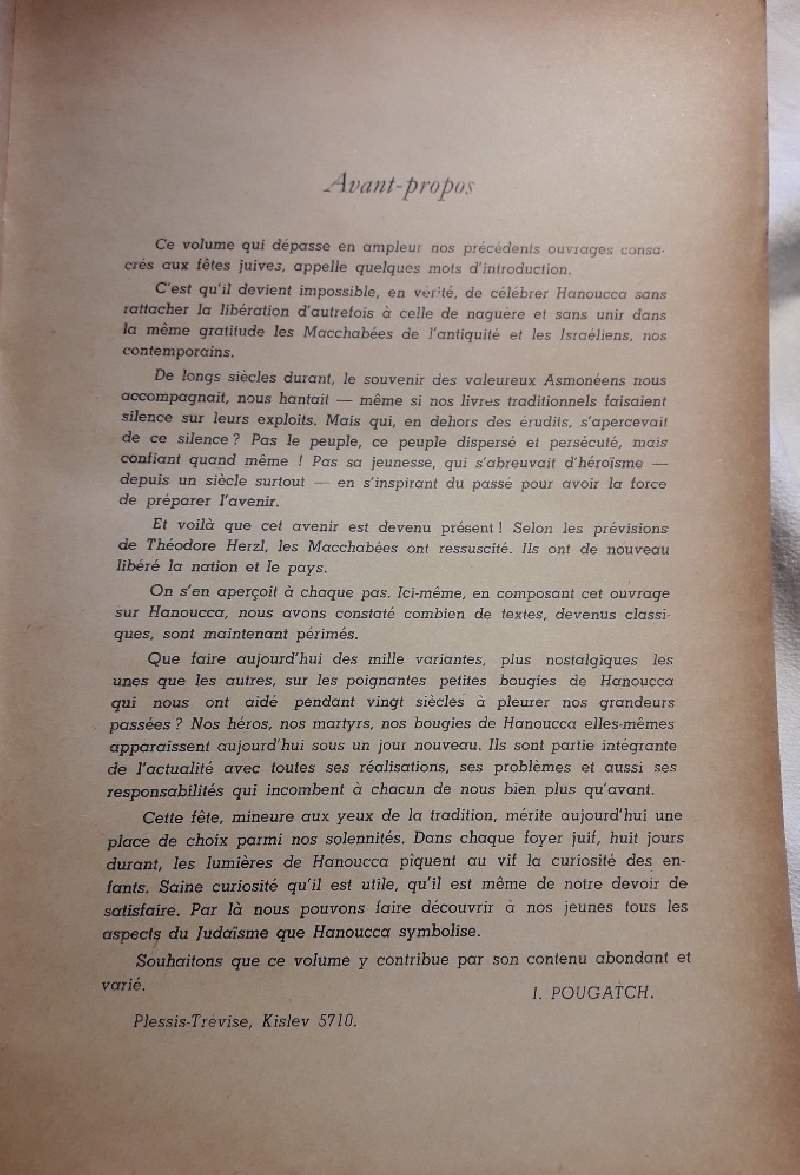 Avant-propos
Ce volume qui dépasse en ampleur nos précédents ouvrages consa-
crés aux fêtes juives, appelle quelques mots d'introduction.
C'est qu'il devient impossible, en vérité, de célébrer Hanoucca sans
rattacher la libération d'autrefois à celle de naguère et sans unir dans
la même gratitude les Macchabées de l'antiquité et les Israéliens, nos
contemporains.
De longs siècles durant, le souvenir des valeureux Asmonéens nous
accompagnait, nous hantait — même si nos livres traditionnels faisaient
silence sur leurs exploits. Mais qui, en dehors des érudits, s'apercevait
de ce silence ? Pas le peuple, ce peuple dispersé et persécuté, mais
confiant quand même ! Pas sa jeunesse, qui s'abreuvait d'héroïsme —
depuis un siècle surtout — en s'inspirant du passé pour avoir la force
de préparer l'avenir.
Et voilà que cet avenir est devenu présent ! Selon les prévisions
de Théodore Herzl, les Macchabées ont ressuscité. Ils ont de nouveau
libéré la nation et le pays.
On s'en aperçoit à chaque pas. Ici-même, en composant cet ouvrage
sur Hanoucca, nous avons constaté combien de textes, devenus classi-
ques, sont maintenant périmés.
Que faire aujourd'hui des mille variantes, plus nostalgiques les
unes que les autres, sur les poignantes petites bougies de Hanoucca
qui nous ont aidé pendant vingt siècles à pleurer nos grandeurs
passées ? Nos héros, nos martyrs, nos bougies de Hanoucca elles-mêmes
apparaissent aujourd'hui sous un jour nouveau. Ils sont partie intégrante
de l'actualité avec toutes ses réalisations, ses problèmes et aussi ses
responsabilités qui incombent à chacun de nous bien plus qu'avant.
Cette fête, mineure aux yeux de la tradition, mérite aujourd'hui une
place de choix parmi nos solennités. Dans chaque foyer juif, huit jours
durant, les lumières de Hanoucca piquent au vif la curiosité des en-
fants. Saine curiosité qu'il est utile, qu'il est même de notre devoir de
satisfaire. Par là nous pouvons faire découvrir à nos jeunes tous les
aspects du Judaïsme que Hanoucca symbolise.
Souhaitons que ce volume y contribue par son contenu abondant et
varié.
I. POUGATCH.
Plessis-Trévise, Kislev 5710.